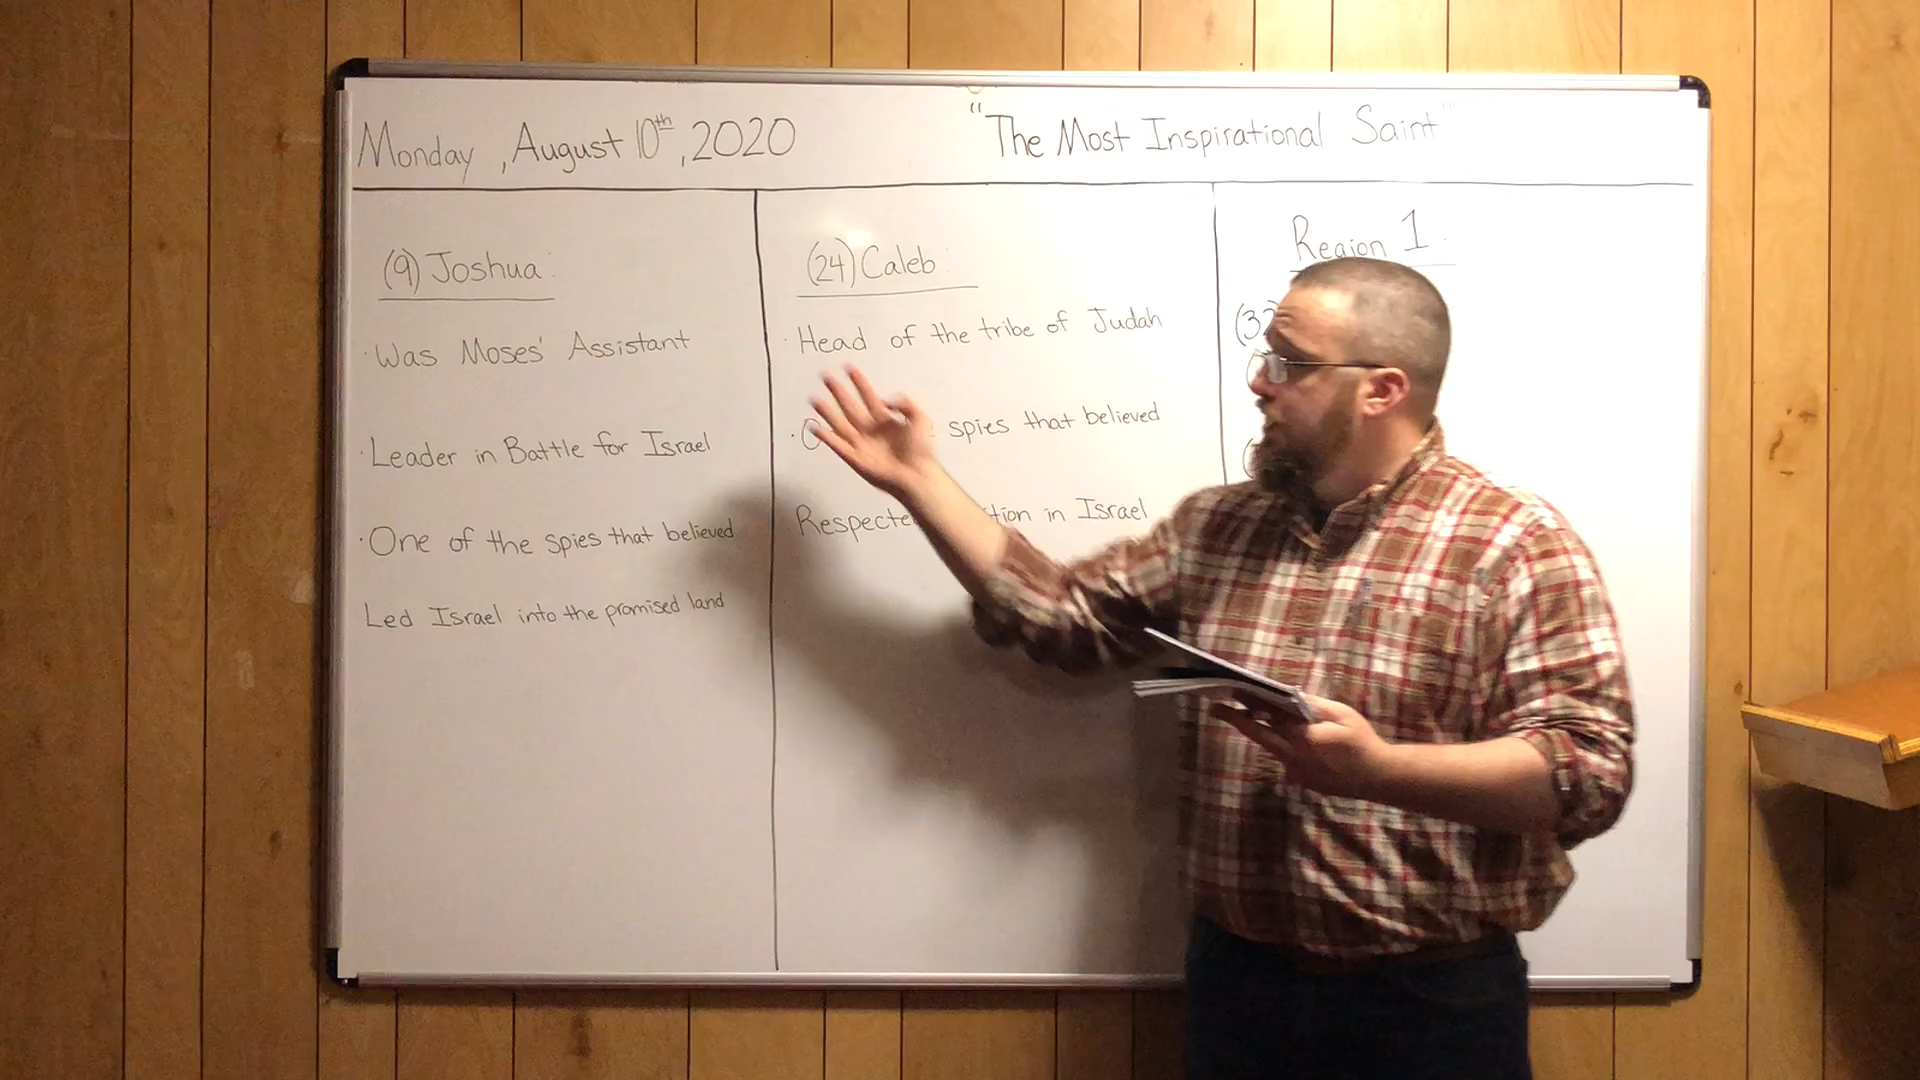 Monday, August 10th, 2020
"The Most Inspirational Saint"
(9) Joshua:
· Was Moses' Assistant
· Leader in Battle for Israel
· One of the spies that believed
Led Israel into the promised land
(24) Caleb:
· Head of the tribe of Judah
· spies that believed
Respected in Israel
Region 1:
(32